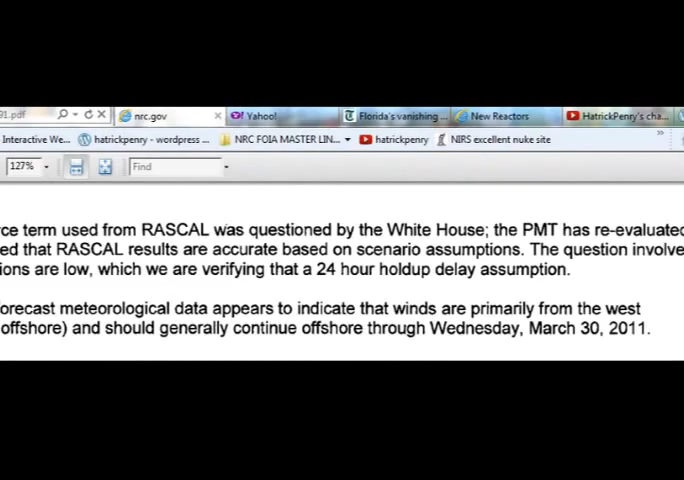 91.pdf nrc.gov Yahoo! Florida's vanishing ... New Reactors HatrickPenry's cha...
Interactive We... hatrickpenry - wordpress ... NRC FOIA MASTER LIN... hatrickpenry NIRS excellent nuke site
127% Find
rce term used from RASCAL was questioned by the White House; the PMT has re-evaluated
ed that RASCAL results are accurate based on scenario assumptions. The question involve
ions are low, which we are verifying that a 24 hour holdup delay assumption.
orecast meteorological data appears to indicate that winds are primarily from the west
offshore) and should generally continue offshore through Wednesday, March 30, 2011.